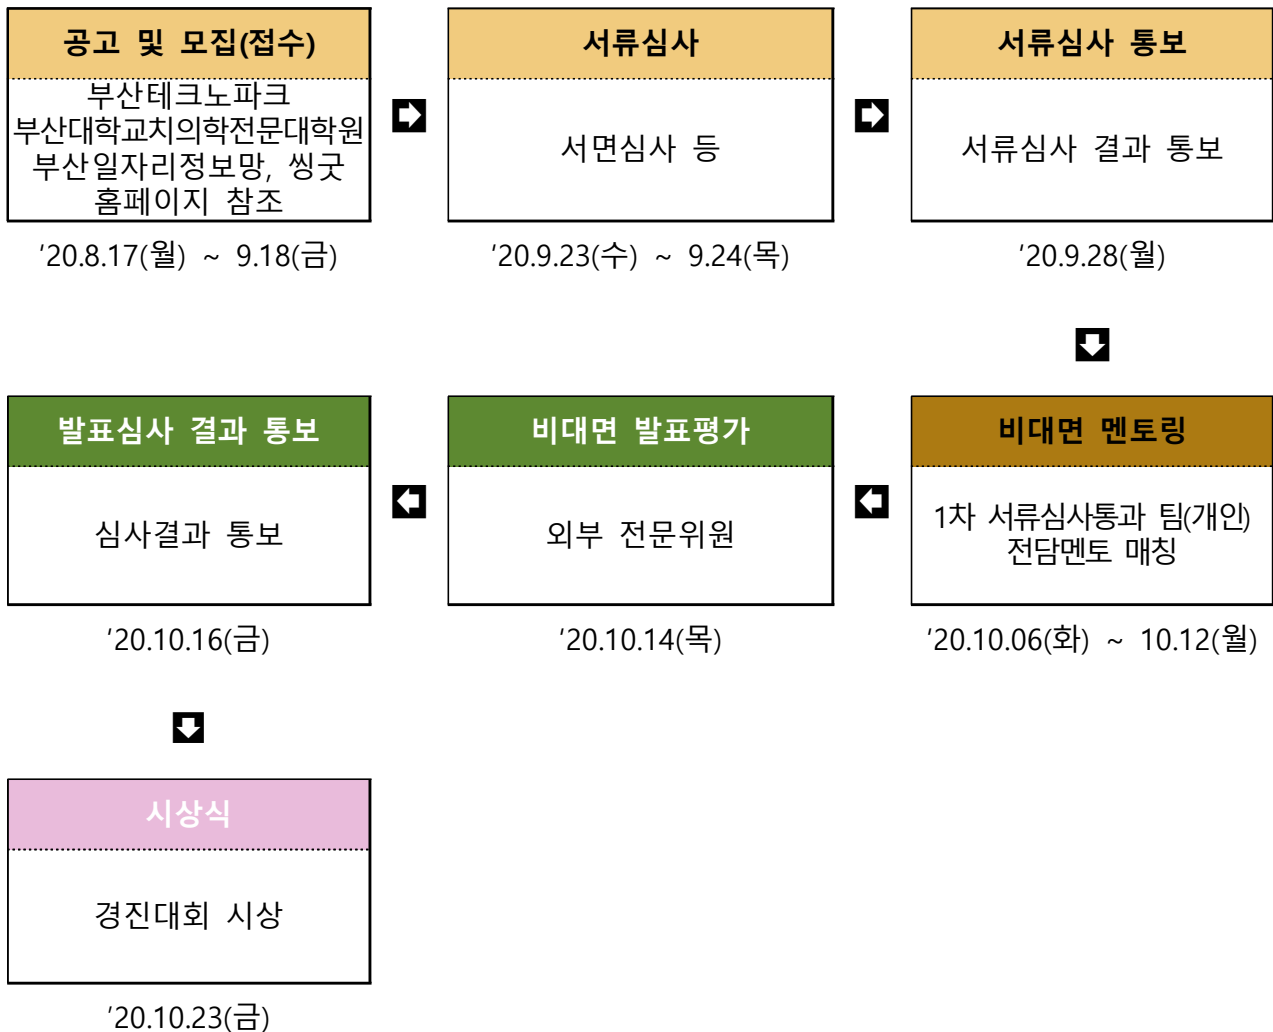 공고 및 모집(접수)
부산테크노파크
부산대학교치의학전문대학원
부산일자리정보망, 씽굿
홈페이지 참조
'20.8.17(월) ~ 9.18(금)
서류심사
서면심사 등
'20.9.23(수) ~ 9.24(목)
서류심사 통보
서류심사 결과 통보
'20.9.28(월)
비대면 멘토링
1차 서류심사통과 팀(개인)
전담멘토 매칭
'20.10.06(화) ~ 10.12(월)
비대면 발표평가
외부 전문위원
'20.10.14(목)
발표심사 결과 통보
심사결과 통보
'20.10.16(금)
시상식
경진대회 시상
'20.10.23(금)